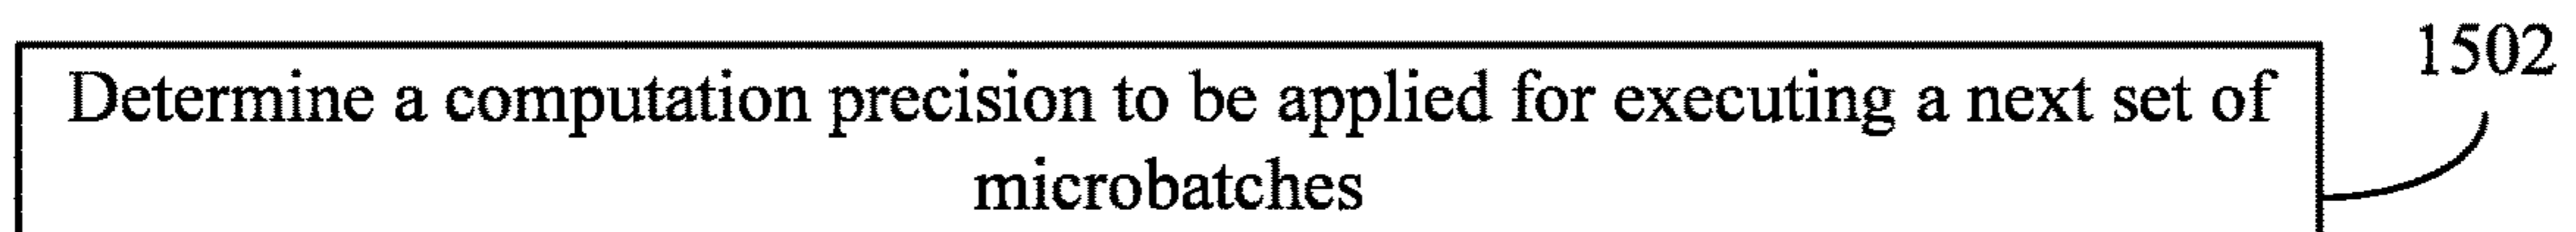 1502
Determine a computation precision to be applied for executing a next set of
microbatches